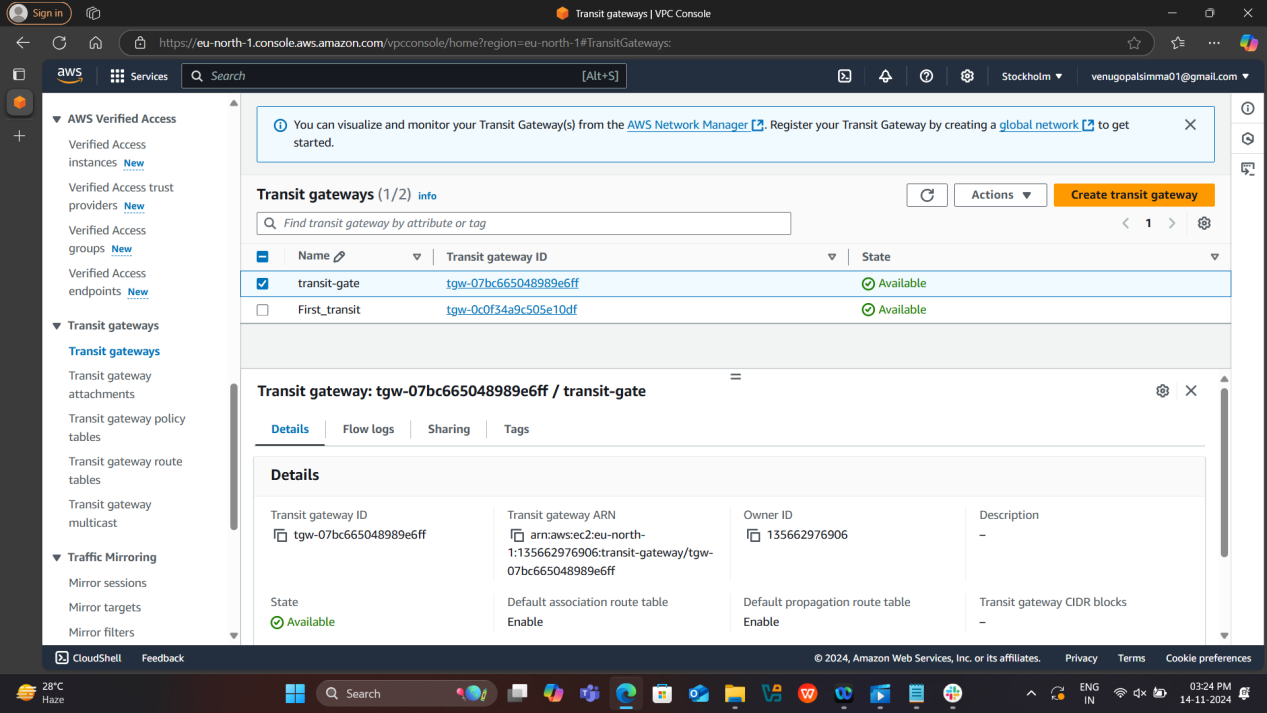 Sign in
Transit gateways | VPC Console
https://eu-north-1.console.aws.amazon.com/vpcconsole/home?region=eu-north-1#TransitGateways:
aws
Services
Search
[Alt+S]
Stockholm
venugopalsimma01@gmail.com
AWS Verified Access
Verified Access
instances New
Verified Access trust
providers New
Verified Access
groups New
Verified Access
endpoints New
Transit gateways
Transit gateways
Transit gateway
attachments
Transit gateway policy
tables
Transit gateway route
tables
Transit gateway
multicast
Traffic Mirroring
Mirror sessions
Mirror targets
Mirror filters
You can visualize and monitor your Transit Gateway(s) from the AWS Network Manager. Register your Transit Gateway by creating a global network to get
started.
Transit gateways (1/2) info
Actions
Create transit gateway
Find transit gateway by attribute or tag
1
Name
Transit gateway ID
State
transit-gate
tgw-07bc665048989e6ff
Available
First_transit
tgw-0c0f34a9c505e10df
Available
Transit gateway: tgw-07bc665048989e6ff / transit-gate
Details
Flow logs
Sharing
Tags
Details
Transit gateway ID
tgw-07bc665048989e6ff
Transit gateway ARN
arn:aws:ec2:eu-north-
1:135662976906:transit-gateway/tgw-
07bc665048989e6ff
Owner ID
135662976906
Description
–
State
Available
Default association route table
Enable
Default propagation route table
Enable
Transit gateway CIDR blocks
–
CloudShell
Feedback
© 2024, Amazon Web Services, Inc. or its affiliates.
Privacy
Terms
Cookie preferences
28°C
Haze
Search
ENG
IN
03:24 PM
14-11-2024